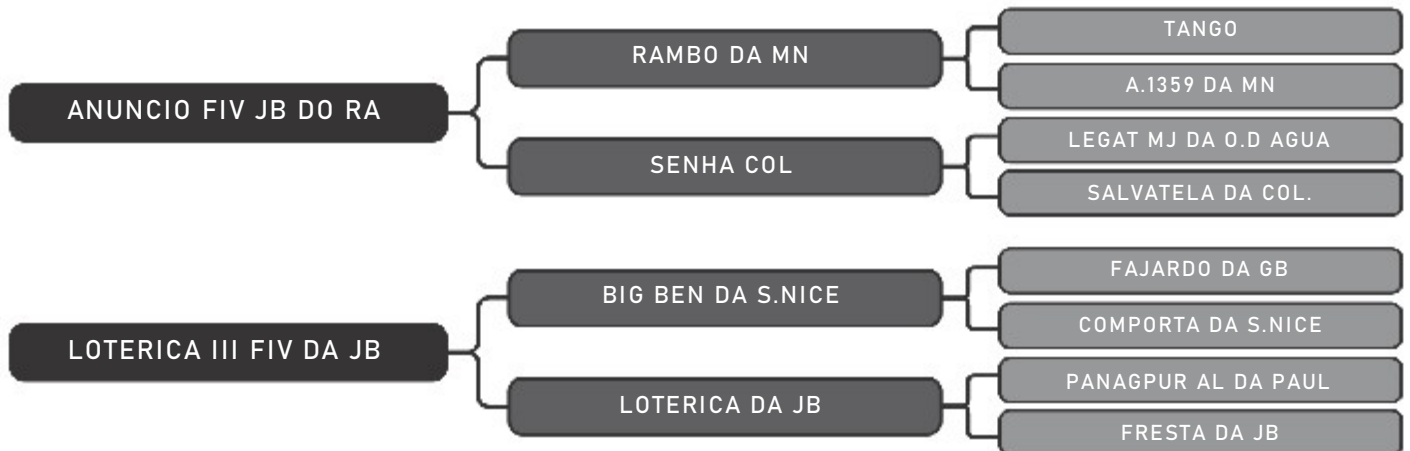 ANUNCIO FIV JB DO RA
RAMBO DA MN
TANGO
A.1359 DA MN
SENHA COL
LEGAT MJ DA O.D AGUA
SALVATELA DA COL.
LOTERICA III FIV DA JB
BIG BEN DA S.NICE
FAJARDO DA GB
COMPORTA DA S.NICE
LOTERICA DA JB
PANAGPUR AL DA PAUL
FRESTA DA JB